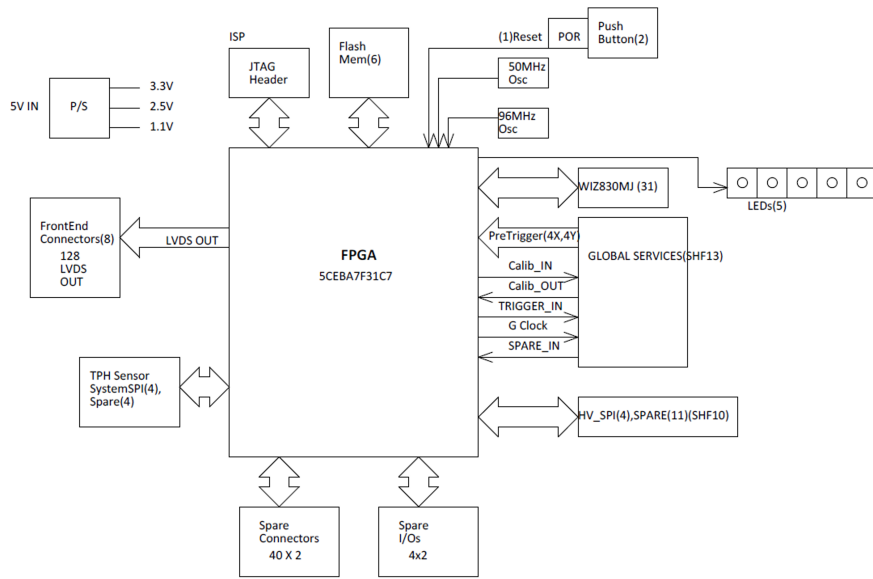 ISP
JTAG
Header
Flash
Mem(6)
(1)Reset
POR
Push
Button(2)
50MHz
Osc
96MHz
Osc
5V IN
P/S
3.3V
2.5V
1.1V
WIZ830MJ (31)
LEDs(5)
FrontEnd
Connectors(8)
128
LVDS
OUT
LVDS OUT
FPGA
5CEBA7F31C7
PreTrigger(4X,4Y)
GLOBAL SERVICES(SHF13)
Calib_IN
Calib_OUT
TRIGGER_IN
G Clock
SPARE_IN
TPH Sensor
SystemSPI(4),
Spare(4)
HV_SPI(4),SPARE(11)(SHF10)
Spare
Connectors
40 X 2
Spare
I/Os
4x2